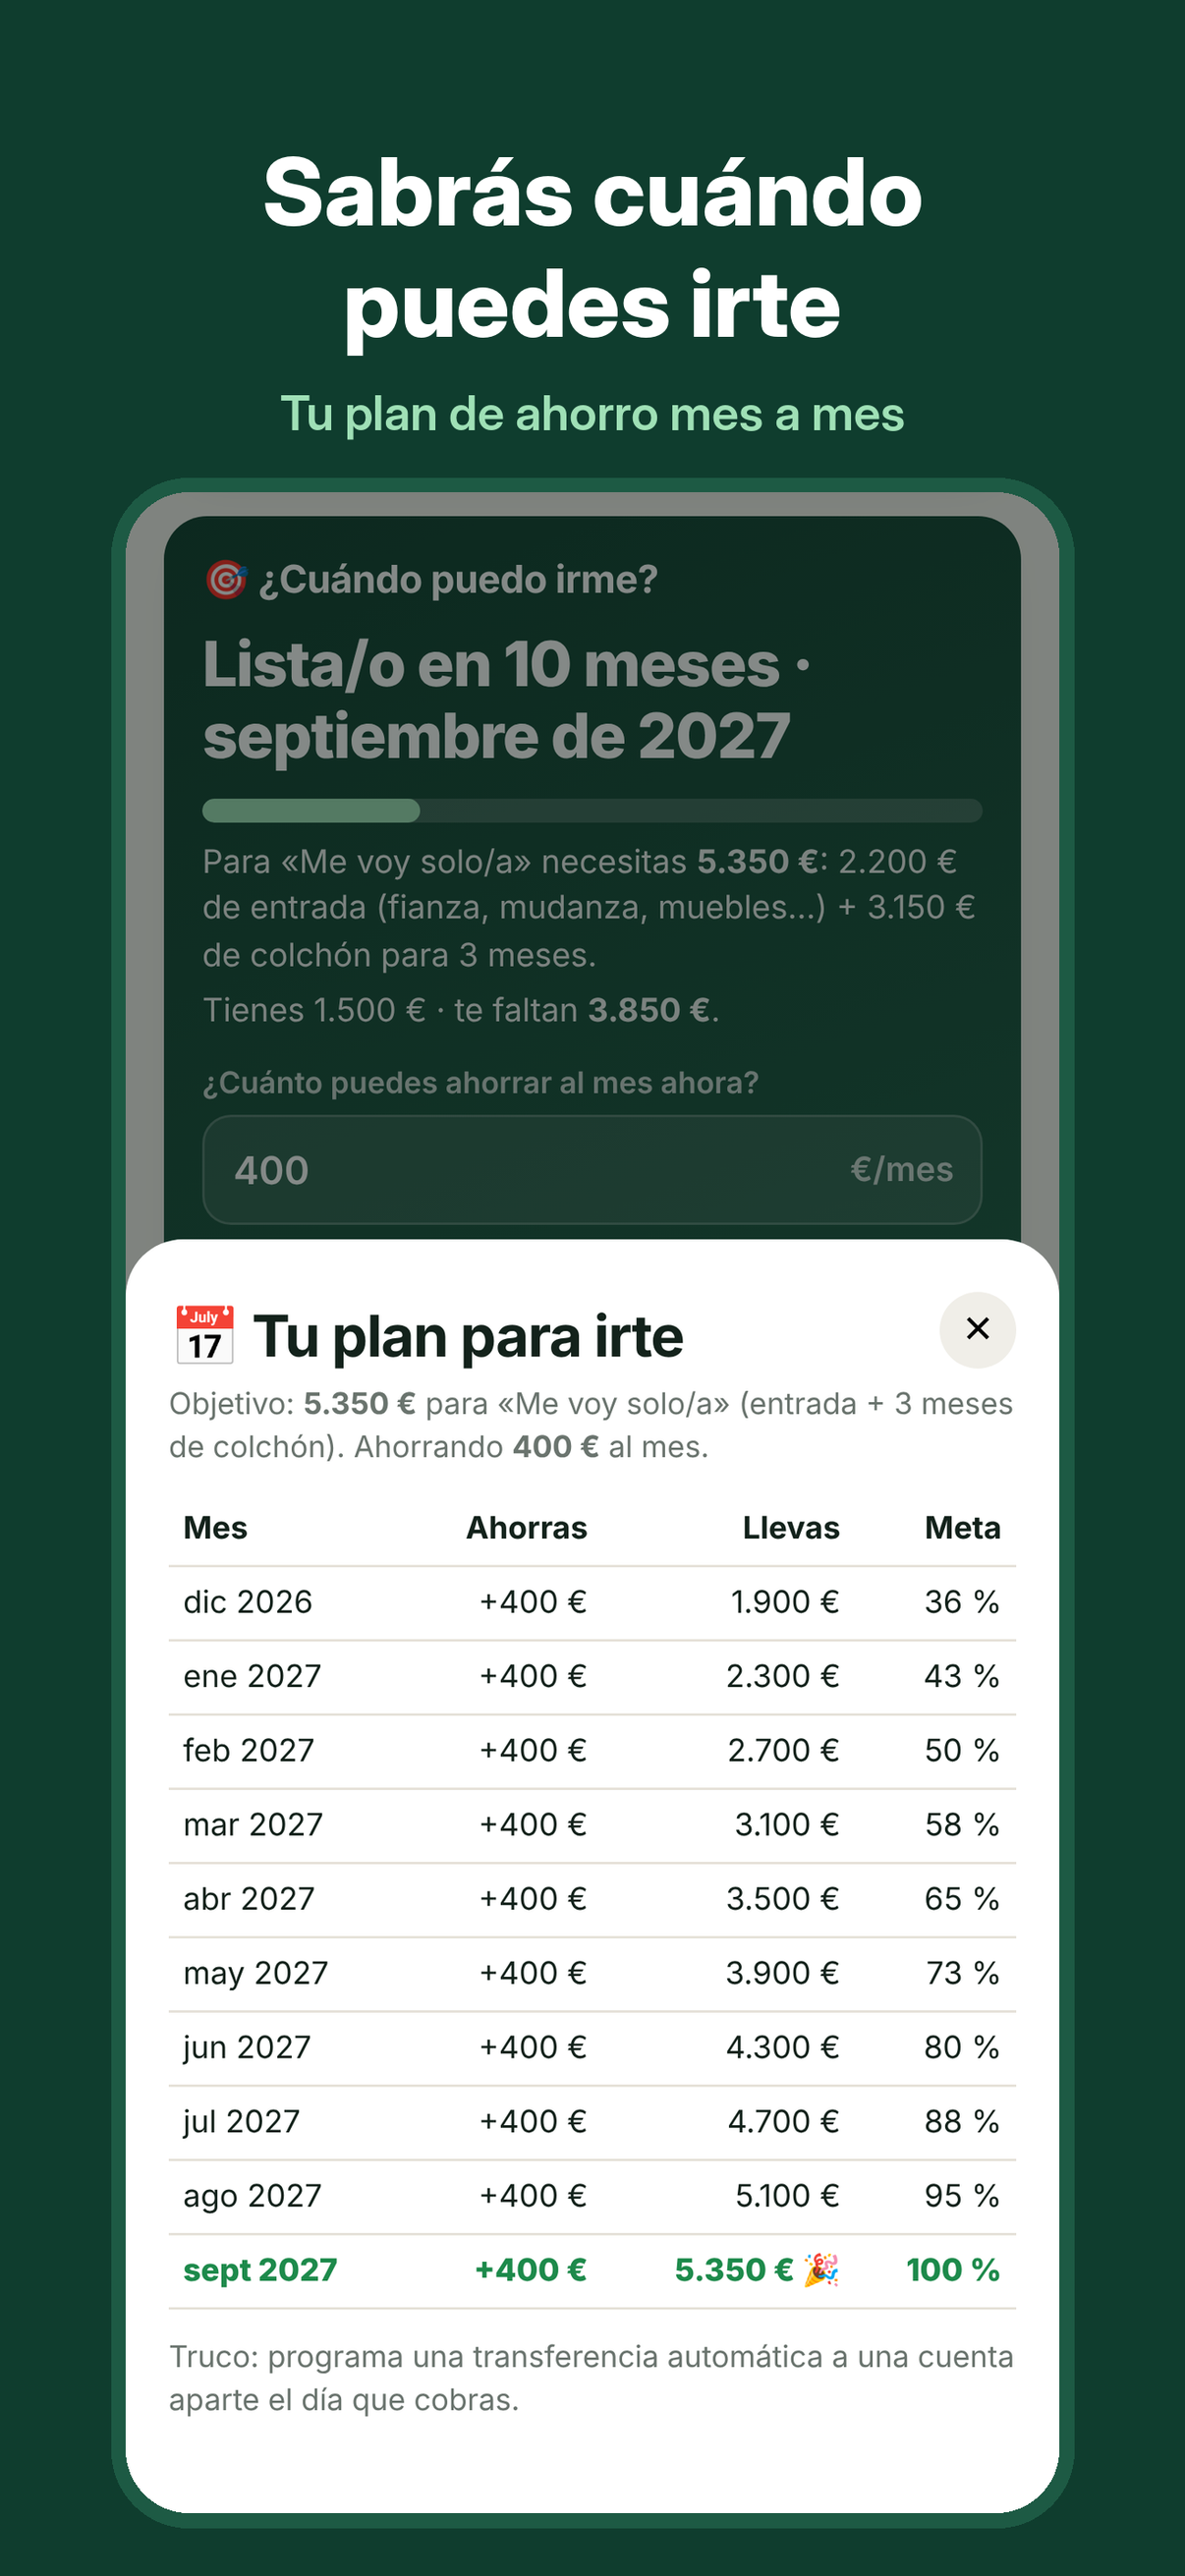 Sabrás cuándo
puedes irte
Tu plan de ahorro mes a mes
🎯 ¿Cuándo puedo irme?
Lista/o en 10 meses ·
septiembre de 2027
Para «Me voy solo/a» necesitas 5.350 €: 2.200 €
de entrada (fianza, mudanza, muebles...) + 3.150 €
de colchón para 3 meses.
Tienes 1.500 € · te faltan 3.850 €.
¿Cuánto puedes ahorrar al mes ahora?
400 €/mes
July 17 Tu plan para irte ✕
Objetivo: 5.350 € para «Me voy solo/a» (entrada + 3 meses
de colchón). Ahorrando 400 € al mes.
Mes Ahorras Llevas Meta
dic 2026 +400 € 1.900 € 36 %
ene 2027 +400 € 2.300 € 43 %
feb 2027 +400 € 2.700 € 50 %
mar 2027 +400 € 3.100 € 58 %
abr 2027 +400 € 3.500 € 65 %
may 2027 +400 € 3.900 € 73 %
jun 2027 +400 € 4.300 € 80 %
jul 2027 +400 € 4.700 € 88 %
ago 2027 +400 € 5.100 € 95 %
sept 2027 +400 € 5.350 € 🎉 100 %
Truco: programa una transferencia automática a una cuenta
aparte el día que cobras.